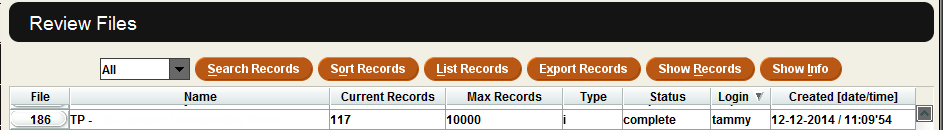 Review Files
All Search Records Sort Records List Records Export Records Show Records Show Info
File Name Current Records Max Records Type Status Login Created [date/time]
186 TP - 117 10000 i complete tammy 12-12-2014 / 11:09'54